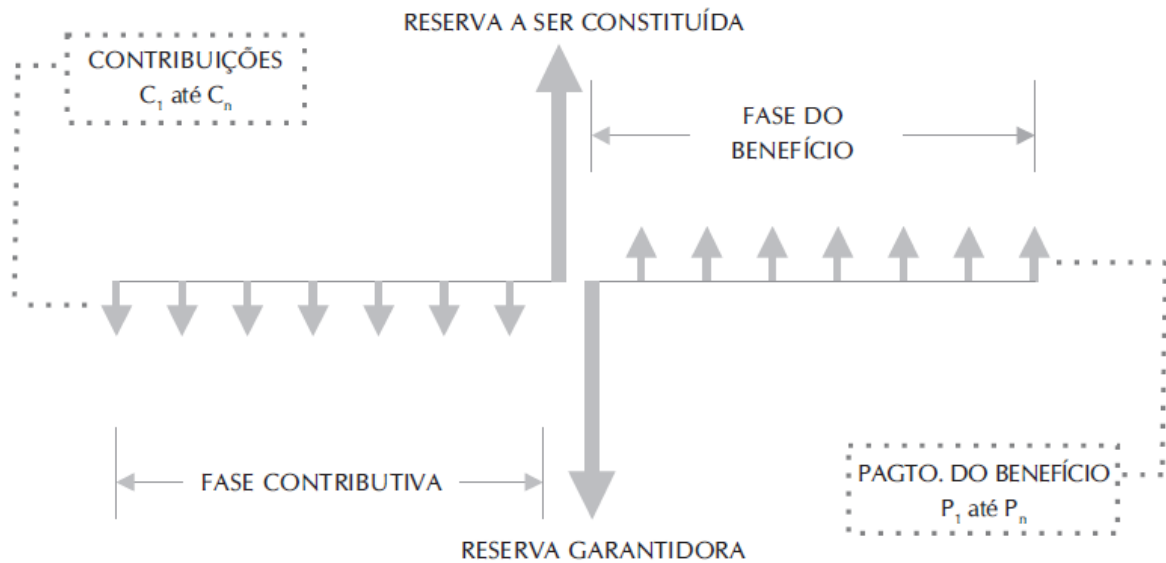 RESERVA A SER CONSTITUÍDA
CONTRIBUIÇÕES
C₁ até Cₙ
FASE DO
BENEFÍCIO
FASE CONTRIBUTIVA
PAGTO. DO BENEFÍCIO
P₁ até Pₙ
RESERVA GARANTIDORA